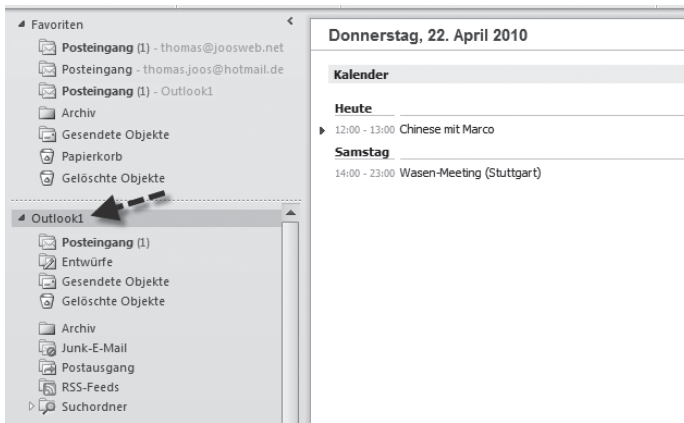 Favoriten
Posteingang (1) - thomas@joosweb.net
Posteingang - thomas.joos@hotmail.de
Posteingang (1) - Outlook1
Archiv
Gesendete Objekte
Papierkorb
Gelöschte Objekte
Outlook1
Posteingang (1)
Entwürfe
Gesendete Objekte
Gelöschte Objekte
Archiv
Junk-E-Mail
Postausgang
RSS-Feeds
Suchordner
Donnerstag, 22. April 2010
Kalender
Heute
12:00 - 13:00 Chinese mit Marco
Samstag
14:00 - 23:00 Wasen-Meeting (Stuttgart)